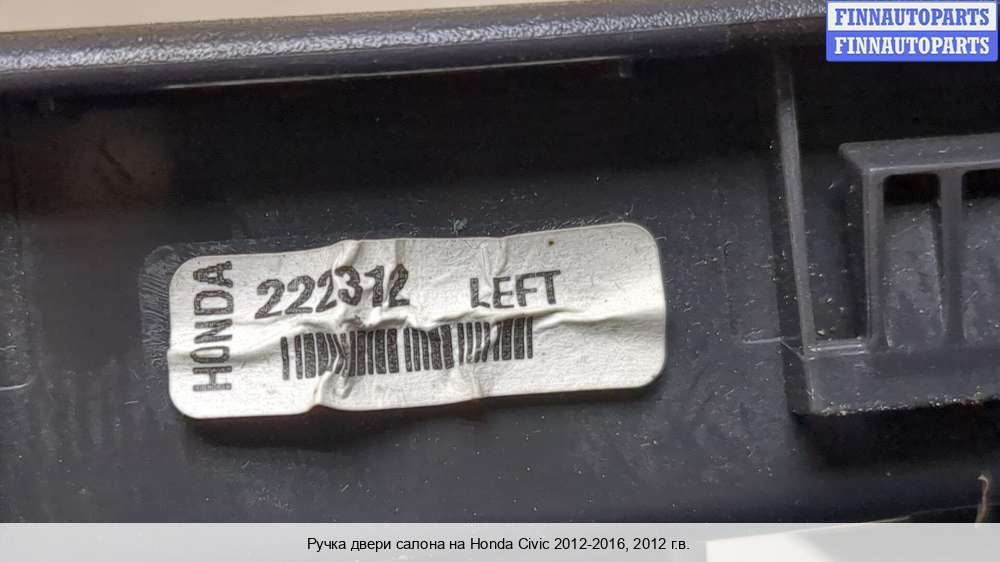 FINNAUTOPARTS
FINNAUTOPARTS
HONDA
222312 LEFT
Ручка двери салона на Honda Civic 2012-2016, 2012 г.в.